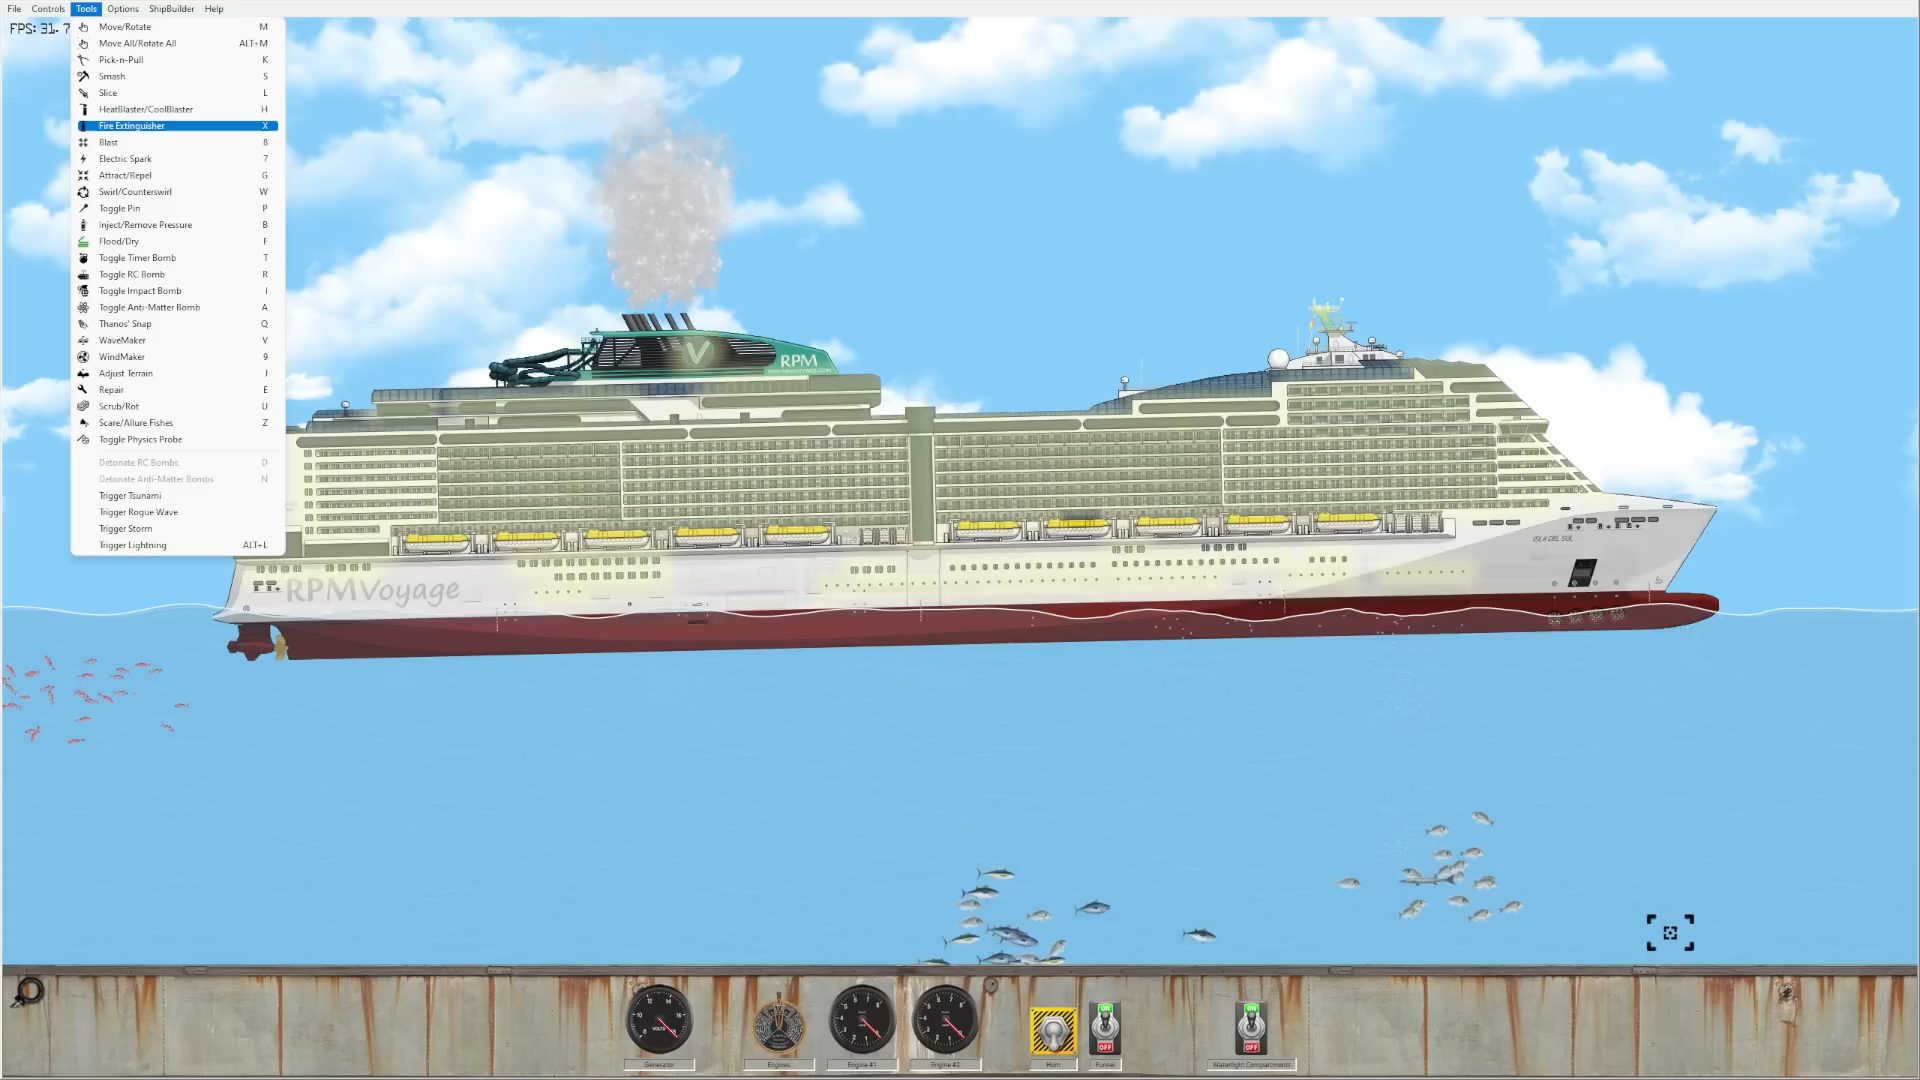 File Controls Tools Options ShipBuilder Help
FPS: 31.7
Move/Rotate M
Move All/Rotate All ALT+M
Pick-n-Pull K
Smash S
Slice L
HeatBlaster/CoolBlaster H
Fire Extinguisher X
Blast 8
Electric Spark 7
Attract/Repel G
Swirl/Counterswirl W
Toggle Pin P
Inject/Remove Pressure B
Flood/Dry F
Toggle Timer Bomb T
Toggle RC Bomb R
Toggle Impact Bomb I
Toggle Anti-Matter Bomb A
Thanos' Snap Q
WaveMaker V
WindMaker 9
Adjust Terrain J
Repair E
Scrub/Rot U
Scare/Allure Fishes Z
Toggle Physics Probe
Detonate RC Bombs D
Detonate Anti-Matter Bombs N
Trigger Tsunami
Trigger Rogue Wave
Trigger Storm
Trigger Lightning ALT+L
V
RPM
ISLA DEL SOL
RPMVoyage
VOLTS
ON
OFF
ON
OFF
Generator
Engines
Engine #1
Engine #2
Horn
Funnel
Watertight Compartments